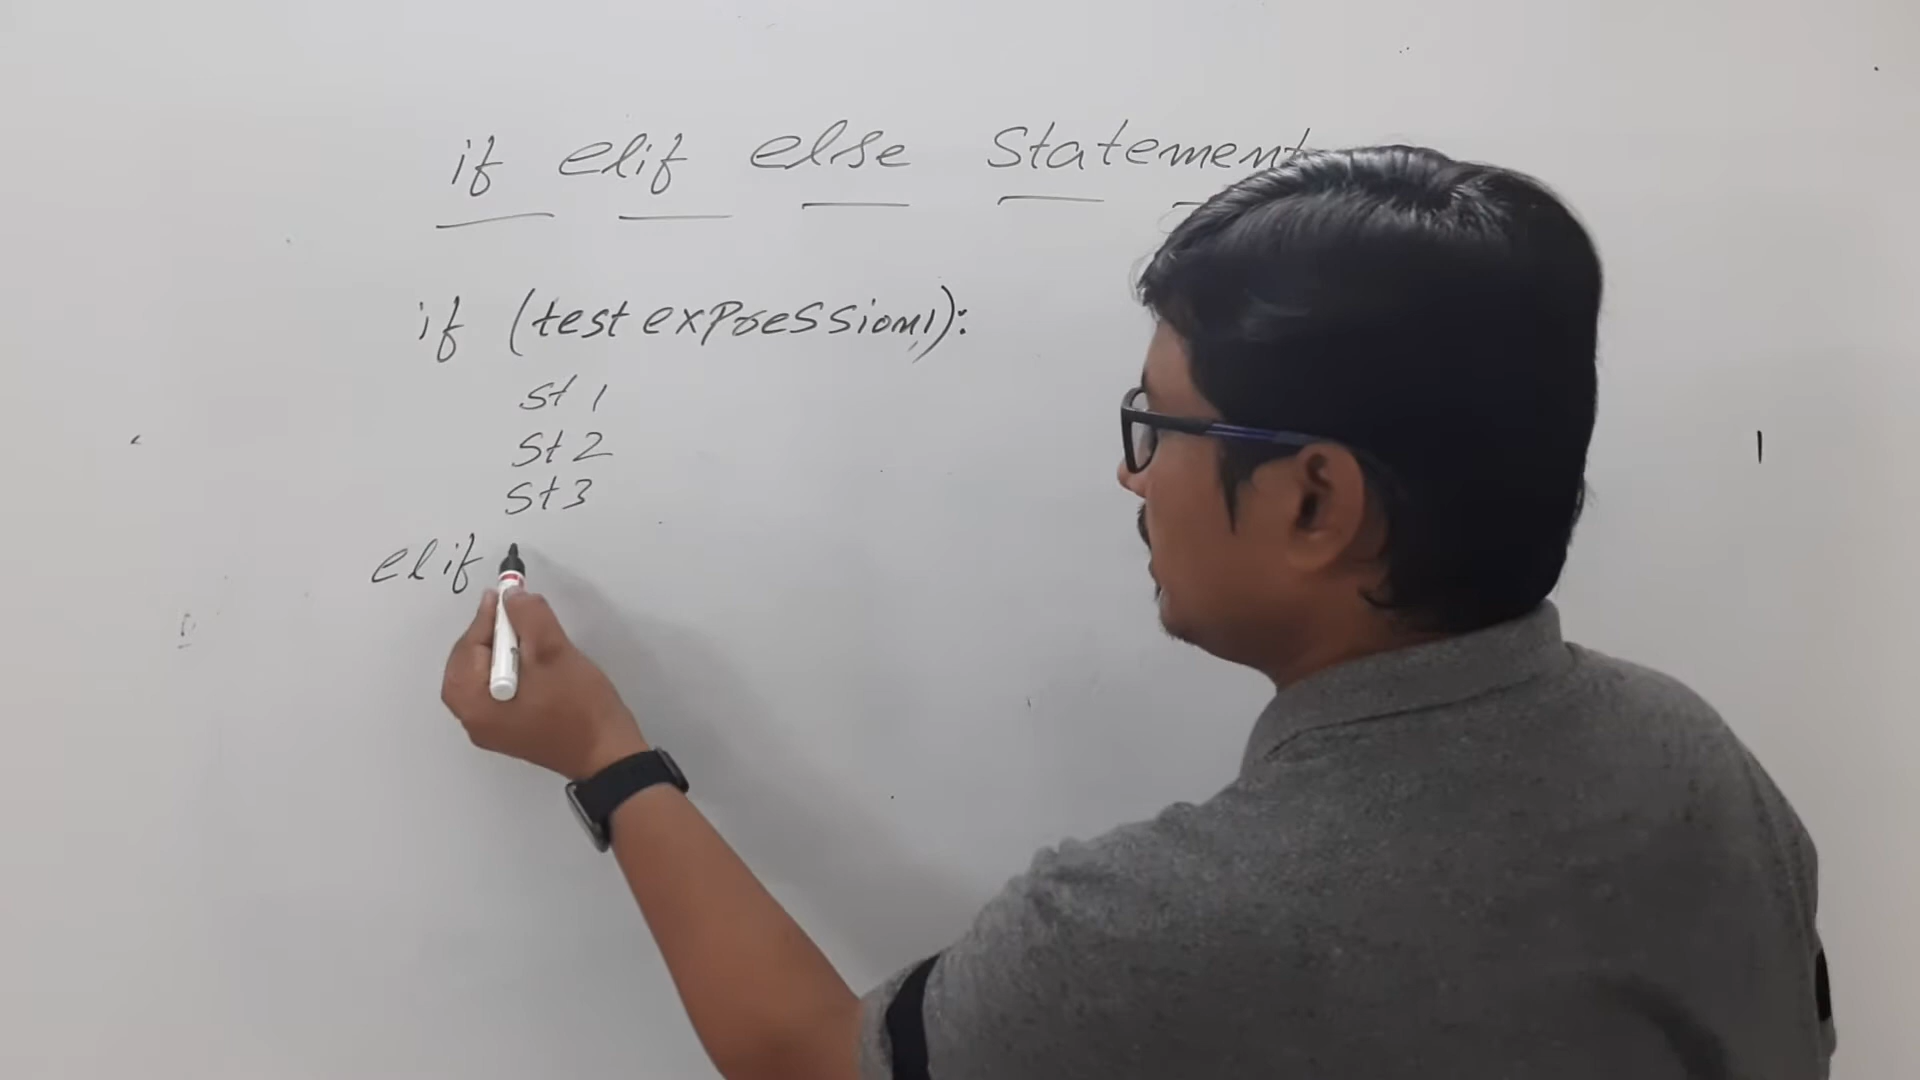 if elif else Statement
if (test expression1):
st 1
st 2
st 3
elif